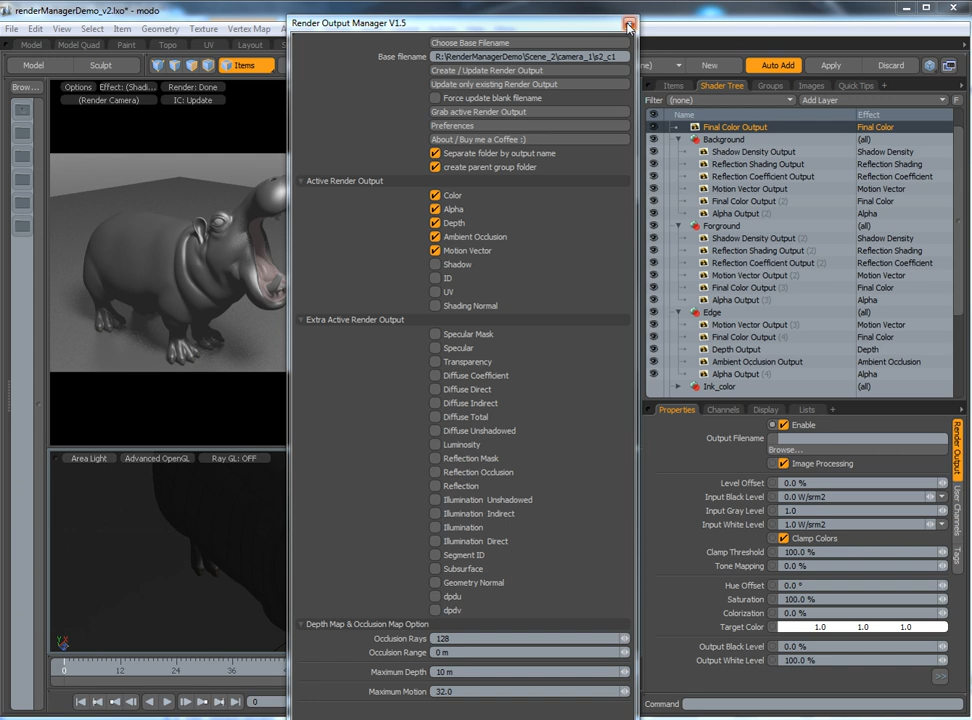 renderManagerDemo_v2.lxo* - modo
File Edit View Select Item Geometry Texture Vertex Map
Model Model Quad Paint Animation UV Layout
Model Sculpt Items
Options Effect: (Shadi... Render: Done
(Render Camera) IC: Update
Area Light Advanced OpenGL Ray GL: OFF
0 12 24 36
0
Render Output Manager V1.5
Choose Base Filename
Base filename R:\RenderManagerDemo\Scene_2\camera_1\s2_c1
Create / Update Render Output
Update only existing Render Output
Force update blank filename
Grab active Render Output
Preferences
About / Buy me a Coffee :)
Separate folder by output name
create parent group folder
Active Render Output
Color
Alpha
Depth
Ambient Occlusion
Motion Vector
Shadow
ID
UV
Shading Normal
Extra Active Render Output
Specular Mask
Specular
Transparency
Diffuse Coefficient
Diffuse Direct
Diffuse Indirect
Diffuse Total
Diffuse Unshadowed
Luminosity
Reflection Mask
Reflection Occlusion
Reflection
Illumination Unshadowed
Illumination Indirect
Illumination
Illumination Direct
Segment ID
Subsurface
Geometry Normal
dpdu
dpdv
Depth Map & Occlusion Map Option
Occlusion Rays 128
Occulsion Range 0 m
Maximum Depth 10 m
Maximum Motion 32.0
(none) New Auto Add Apply Discard
Items Shader Tree Groups Images Quick Tips +
Filter (none) Add Layer F
Name Effect
Final Color Output Final Color
Background (all)
Shadow Density Output Shadow Density
Reflection Shading Output Reflection Shading
Reflection Coefficient Output Reflection Coefficient
Motion Vector Output Motion Vector
Final Color Output (2) Final Color
Alpha Output (2) Alpha
Forground (all)
Shadow Density Output (2) Shadow Density
Reflection Shading Output (2) Reflection Shading
Reflection Coefficient Output (2) Reflection Coefficient
Motion Vector Output (2) Motion Vector
Final Color Output (3) Final Color
Alpha Output (3) Alpha
Edge (all)
Motion Vector Output (3) Motion Vector
Final Color Output (4) Final Color
Depth Output Depth
Ambient Occlusion Output Ambient Occlusion
Alpha Output (4) Alpha
Ink_color (all)
Properties Channels Display Lists +
Enable
Output Filename
Browse...
Image Processing
Level Offset 0.0 %
Input Black Level 0.0 W/srm2
Input Gray Level 1.0
Input White Level 1.0 W/srm2
Clamp Colors
Clamp Threshold 100.0 %
Tone Mapping 0.0 %
Hue Offset 0.0 °
Saturation 100.0 %
Colorization 0.0 %
Target Color 1.0 1.0 1.0
Output Black Level 0.0 %
Output White Level 100.0 %
>>
Render Output
User Channels
Tags
Command